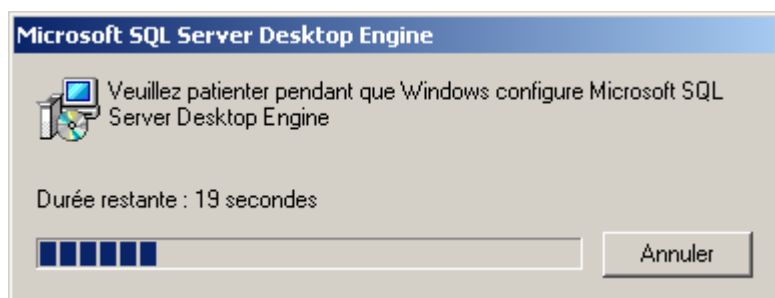 Microsoft SQL Server Desktop Engine
Veuillez patienter pendant que Windows configure Microsoft SQL
Server Desktop Engine
Durée restante : 19 secondes
Annuler